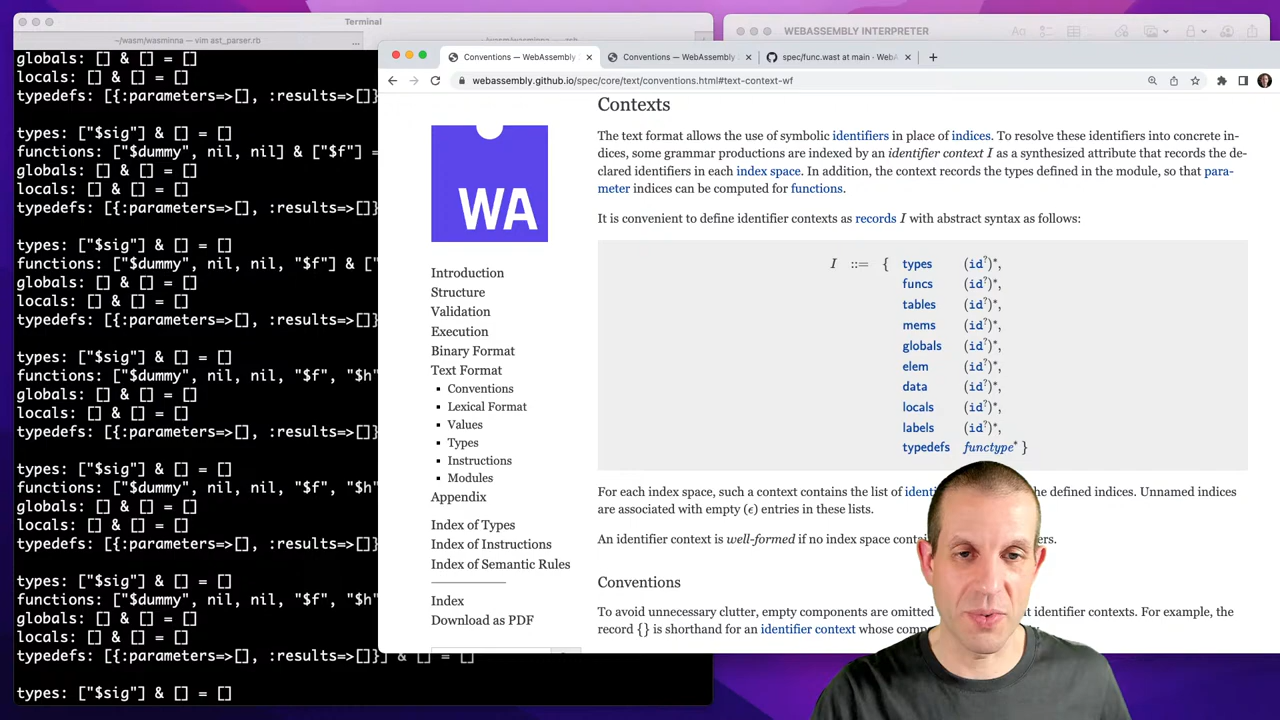 Terminal
~/wasm/wasminna — vim ast_parser.rb
~/wasm/wasminna — zsh
globals: [] & [] = []
locals: [] & [] = []
typedefs: [{:parameters=>[], :results=>[]}
types: ["$sig"] & [] = []
functions: ["$dummy", nil, nil] & ["$f"] =
globals: [] & [] = []
locals: [] & [] = []
typedefs: [{:parameters=>[], :results=>[]}
types: ["$sig"] & [] = []
functions: ["$dummy", nil, nil, "$f"] & ["
globals: [] & [] = []
locals: [] & [] = []
typedefs: [{:parameters=>[], :results=>[]}
types: ["$sig"] & [] = []
functions: ["$dummy", nil, nil, "$f", "$h"
globals: [] & [] = []
locals: [] & [] = []
typedefs: [{:parameters=>[], :results=>[]}
types: ["$sig"] & [] = []
functions: ["$dummy", nil, nil, "$f", "$h"
globals: [] & [] = []
locals: [] & [] = []
typedefs: [{:parameters=>[], :results=>[]}
types: ["$sig"] & [] = []
functions: ["$dummy", nil, nil, "$f", "$h"
globals: [] & [] = []
locals: [] & [] = []
typedefs: [{:parameters=>[], :results=>[]}] & [] = []
types: ["$sig"] & [] = []
WEBASSEMBLY INTERPRETER
Aa
Conventions — WebAssembly
Conventions — WebAssembly
spec/func.wast at main · WebA
webassembly.github.io/spec/core/text/conventions.html#text-context-wf
WA
Introduction
Structure
Validation
Execution
Binary Format
Text Format
Conventions
Lexical Format
Values
Types
Instructions
Modules
Appendix
Index of Types
Index of Instructions
Index of Semantic Rules
Index
Download as PDF
Contexts
The text format allows the use of symbolic identifiers in place of indices. To resolve these identifiers into concrete in-
dices, some grammar productions are indexed by an identifier context I as a synthesized attribute that records the de-
clared identifiers in each index space. In addition, the context records the types defined in the module, so that para-
meter indices can be computed for functions.
It is convenient to define identifier contexts as records I with abstract syntax as follows:
I ::= { types (id?)*,
funcs (id?)*,
tables (id?)*,
mems (id?)*,
globals (id?)*,
elem (id?)*,
data (id?)*,
locals (id?)*,
labels (id?)*,
typedefs functype* }
For each index space, such a context contains the list of the defined indices. Unnamed indices
are associated with empty (ϵ) entries in these lists.
An identifier context is well-formed if no index space
Conventions
To avoid unnecessary clutter, empty components are omitted identifier contexts. For example, the
record {} is shorthand for an identifier context whose